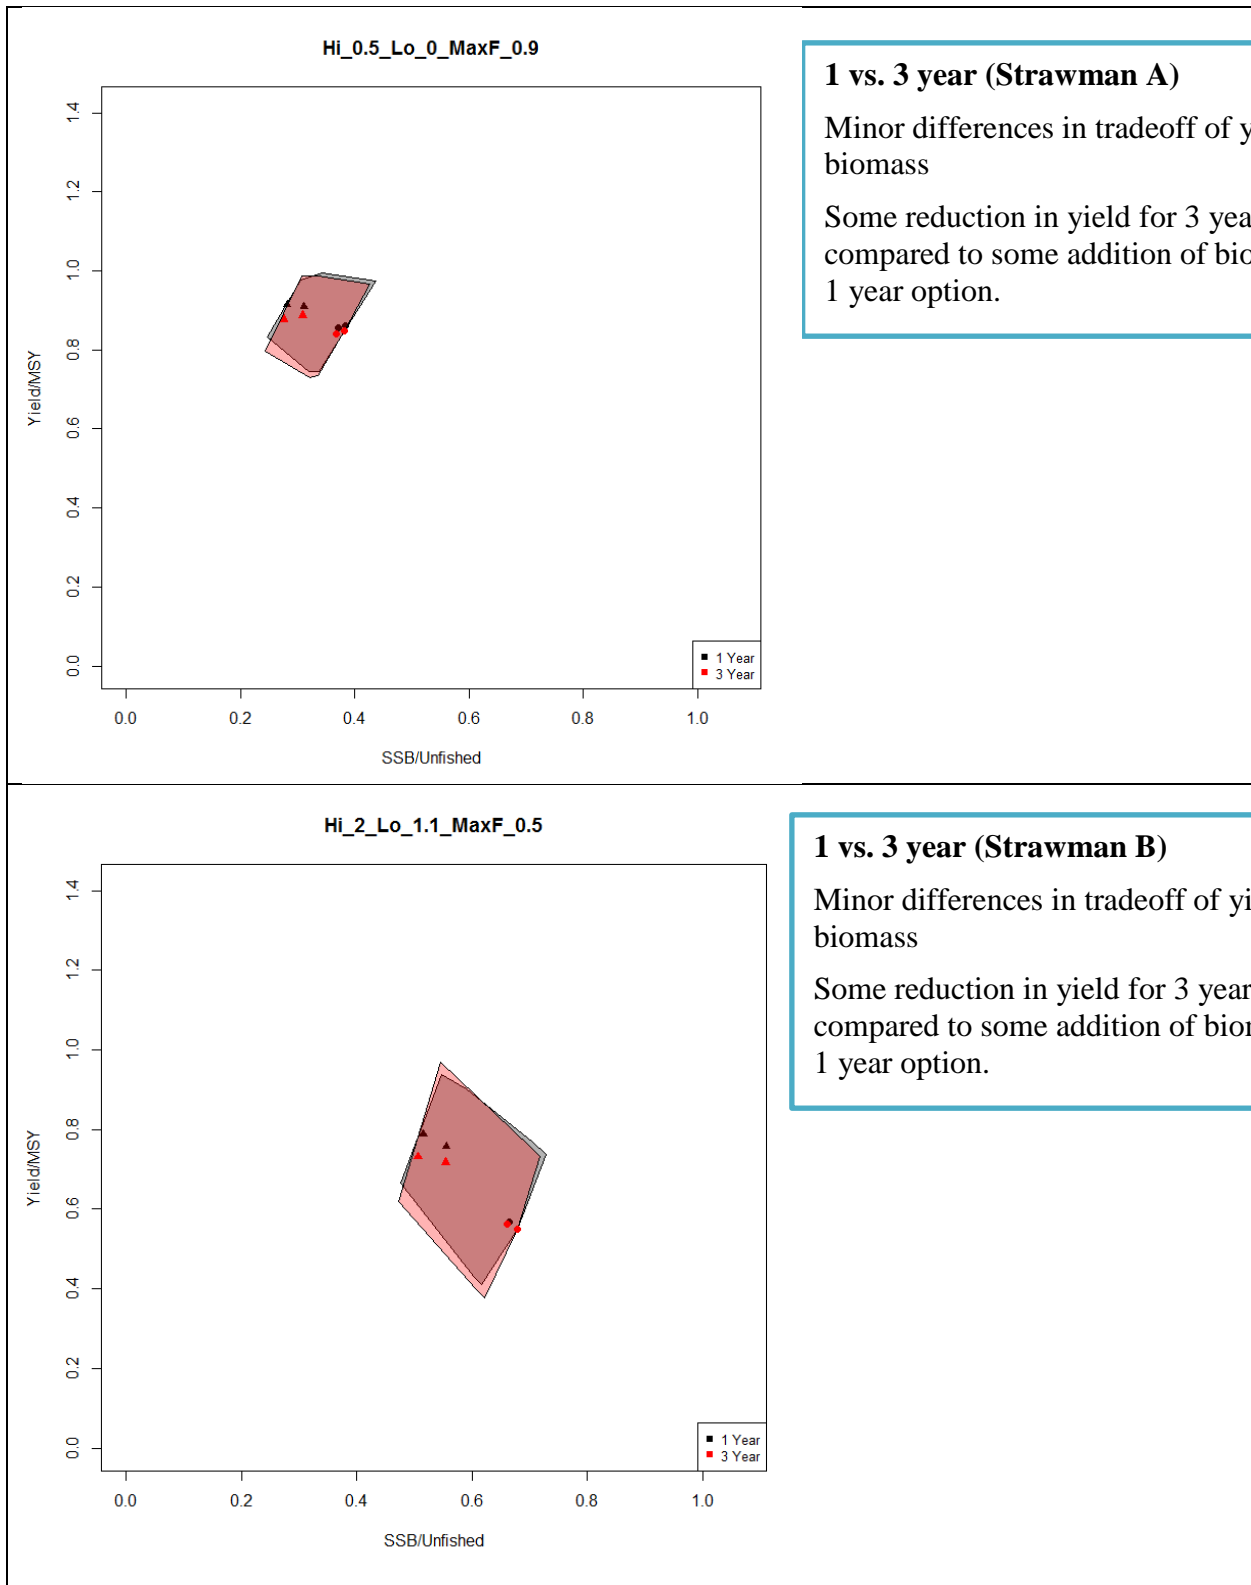 Hi_0.5_Lo_0_MaxF_0.9
1.4
1.2
1.0
0.8
0.6
0.4
0.2
0.0
Yield/MSY
0.0 0.2 0.4 0.6 0.8 1.0
SSB/Unfished
1 Year
3 Year
1 vs. 3 year (Strawman A)
Minor differences in tradeoff of
biomass
Some reduction in yield for 3
compared to some addition of
1 year option.
Hi_2_Lo_1.1_MaxF_0.5
1.4
1.2
1.0
0.8
0.6
0.4
0.2
0.0
Yield/MSY
0.0 0.2 0.4 0.6 0.8 1.0
SSB/Unfished
1 Year
3 Year
1 vs. 3 year (Strawman B)
Minor differences in tradeoff of
biomass
Some reduction in yield for 3 year
compared to some addition of
1 year option.